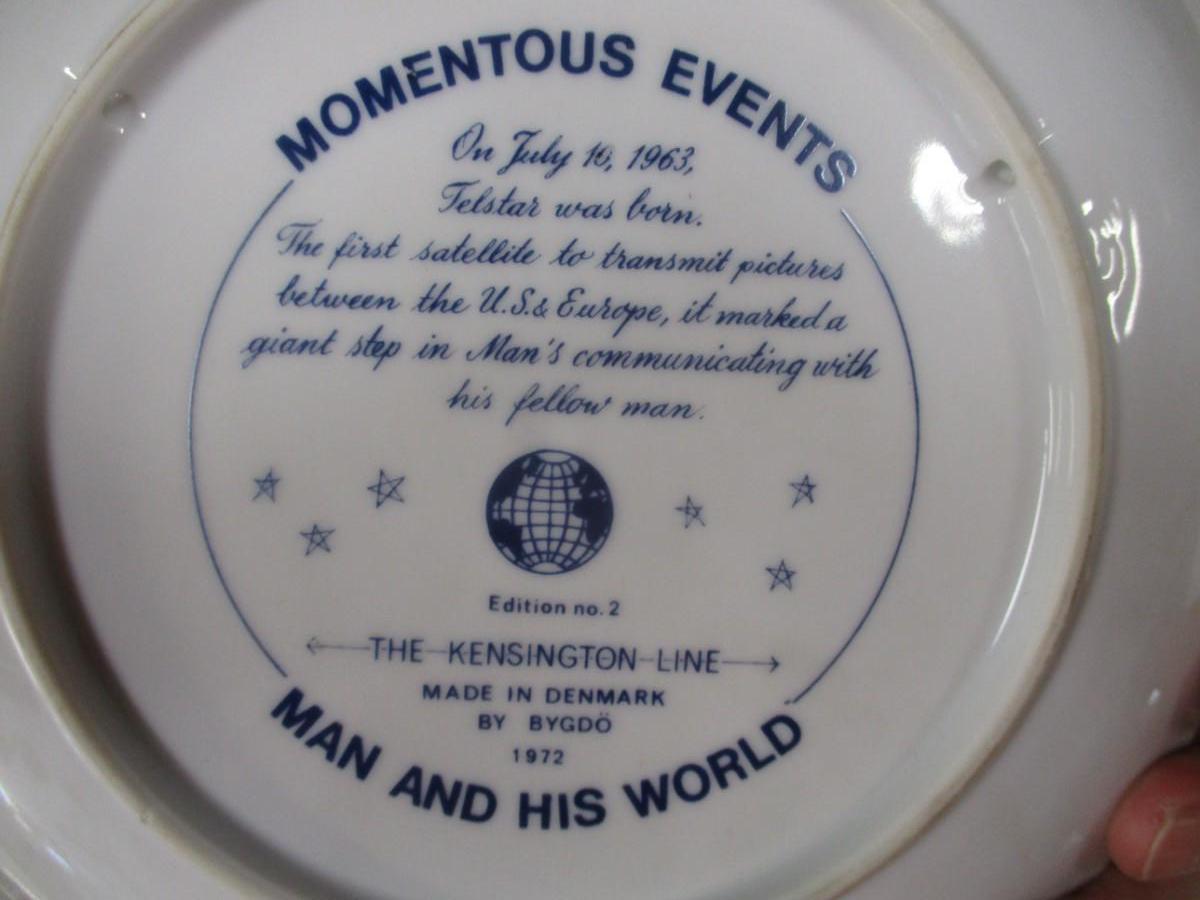 MOMENTOUS EVENTS
On July 10, 1963,
Telstar was born.
The first satellite to transmit pictures
between the U.S.& Europe, it marked a
giant step in Man's communicating with
his fellow man.
Edition no. 2
THE KENSINGTON LINE
MADE IN DENMARK
BY BYGDÖ
1972
MAN AND HIS WORLD